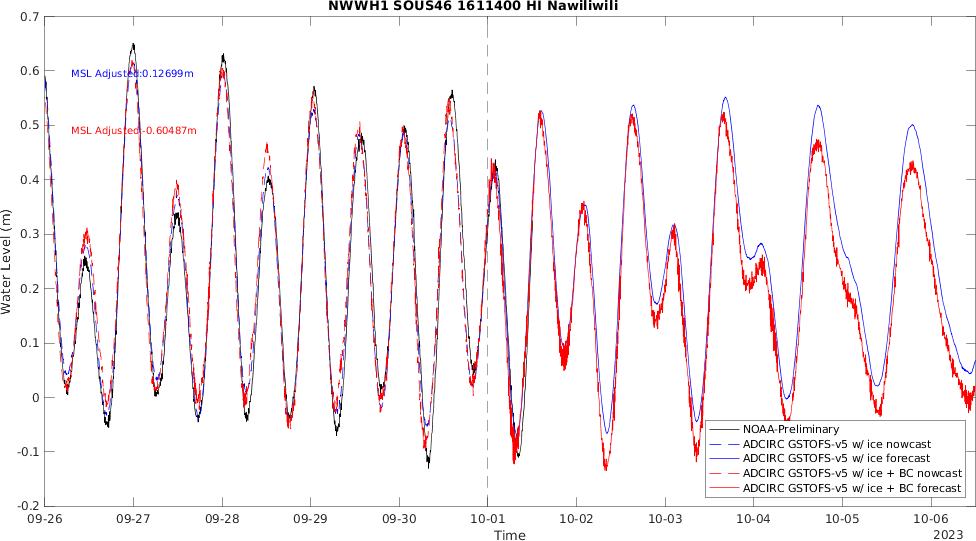 NWWH1 SOUS46 1611400 HI Nawiliwili
0.7
0.6
0.5
0.4
0.3
0.2
0.1
0
-0.1
-0.2
Water Level (m)
MSL Adjusted:0.12699m
MSL Adjusted:-0.60487m
NOAA-Preliminary
ADCIRC GSTOFS-v5 w/ ice nowcast
ADCIRC GSTOFS-v5 w/ ice forecast
ADCIRC GSTOFS-v5 w/ice + BC nowcast
ADCIRC GSTOFS-v5 w/ice + BC forecast
09-26 09-27 09-28 09-29 09-30 10-01 10-02 10-03 10-04 10-05 10-06
Time
2023